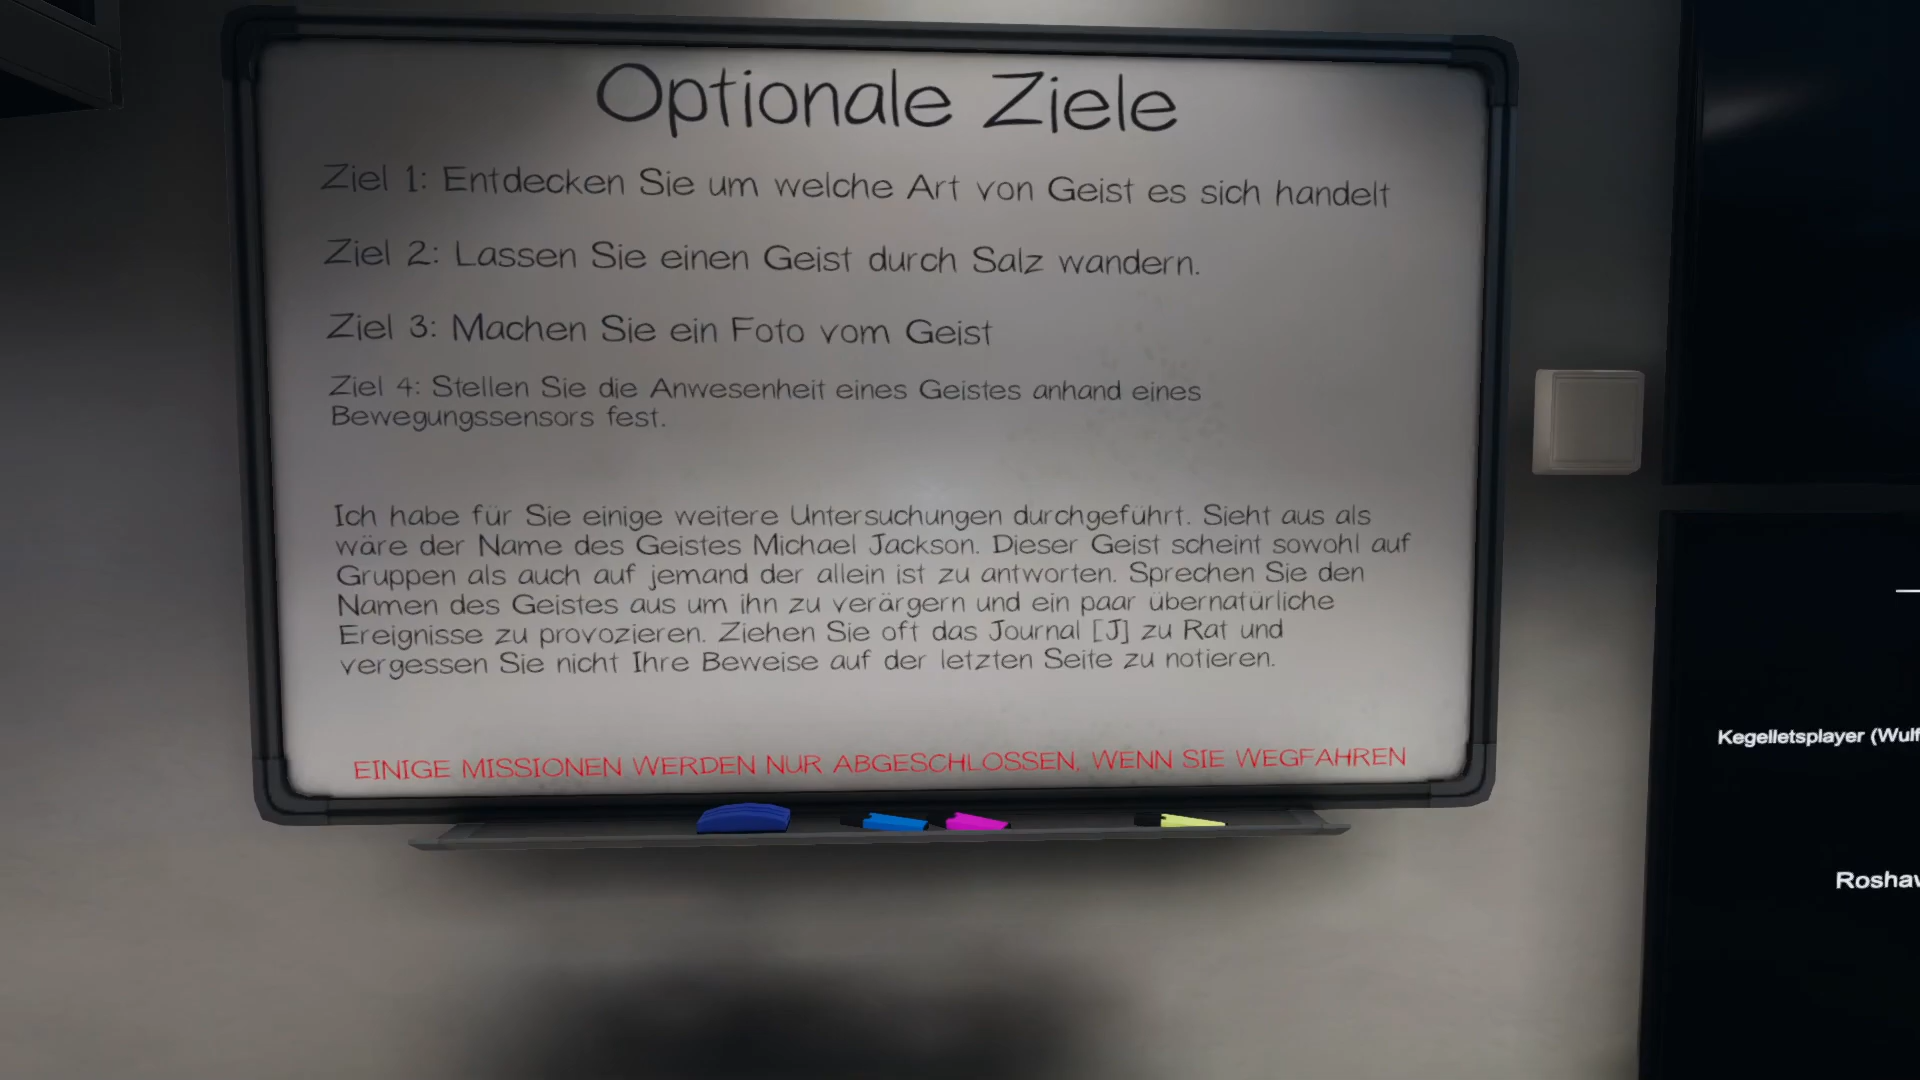 Optionale Ziele
Ziel 1: Entdecken Sie um welche Art von Geist es sich handelt
Ziel 2: Lassen Sie einen Geist durch Salz wandern.
Ziel 3: Machen Sie ein Foto vom Geist
Ziel 4: Stellen Sie die Anwesenheit eines Geistes anhand eines
Bewegungssensors fest.
Ich habe für Sie einige weitere Untersuchungen durchgeführt. Sieht aus als
wäre der Name des Geistes Michael Jackson. Dieser Geist scheint sowohl auf
Gruppen als auch auf jemand der allein ist zu antworten. Sprechen Sie den
Namen des Geistes aus um ihn zu verärgern und ein paar übernatürliche
Ereignisse zu provozieren. Ziehen Sie oft das Journal [J] zu Rat und
vergessen Sie nicht Ihre Beweise auf der letzten Seite zu notieren.
EINIGE MISSIONEN WERDEN NUR ABGESCHLOSSEN, WENN SIE WEGFAHREN
Kegelletsplayer